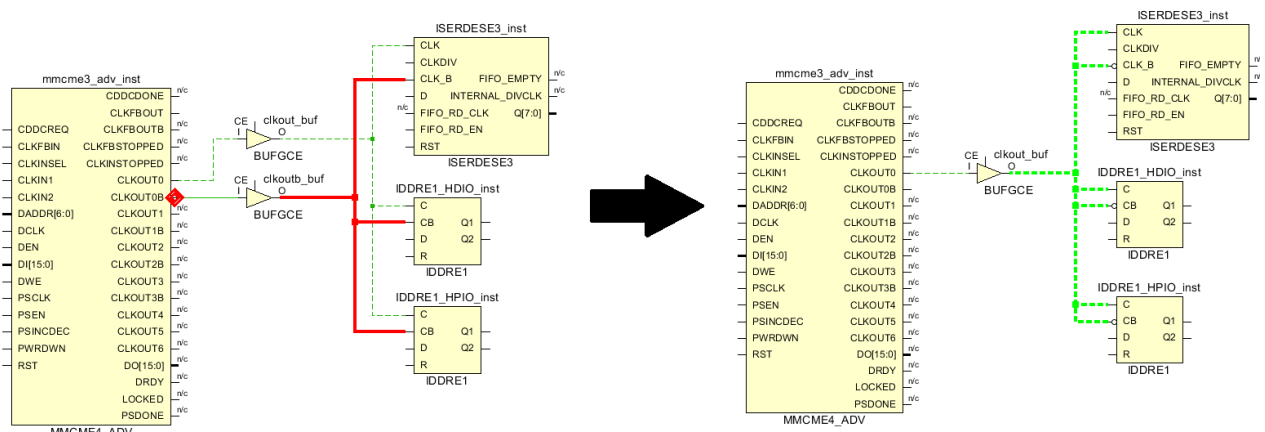 mmcme3_adv_inst
CDDCDONE n/c
CLKFBOUT
CDDCREQ CLKFBOUTB n/c
CLKFBIN CLKFBSTOPPED n/c
CLKINSEL CLKINSTOPPED n/c
CLKIN1 CLKOUT0
CLKIN2 CLKOUT0B
DADDR[6:0] CLKOUT1 n/c
DCLK CLKOUT1B n/c
DEN CLKOUT2 n/c
DI[15:0] CLKOUT2B n/c
DWE CLKOUT3 n/c
PSCLK CLKOUT3B n/c
PSEN CLKOUT4 n/c
PSINCDEC CLKOUT5 n/c
PWRDWN CLKOUT6 n/c
RST DO[15:0] n/c
DRDY n/c
LOCKED n/c
PSDONE n/c
MMCME4_ADV
CE clkout_buf
I O
BUFGCE
CE clkoutb_buf
I O
BUFGCE
ISERDESE3_inst
CLK
CLKDIV
CLK_B FIFO_EMPTY n/c
D INTERNAL_DIVCLK n/c
n/c FIFO_RD_CLK Q[7:0]
FIFO_RD_EN
RST
ISERDESE3
IDDRE1_HDIO_inst
C
CB Q1
D Q2
R
IDDRE1
IDDRE1_HPIO_inst
C
CB Q1
D Q2
R
IDDRE1
mmcme3_adv_inst
CDDCDONE n/c
CLKFBOUT
CDDCREQ CLKFBOUTB n/c
CLKFBIN CLKFBSTOPPED n/c
CLKINSEL CLKINSTOPPED n/c
CLKIN1 CLKOUT0
CLKIN2 CLKOUT0B n/c
DADDR[6:0] CLKOUT1 n/c
DCLK CLKOUT1B n/c
DEN CLKOUT2 n/c
DI[15:0] CLKOUT2B n/c
DWE CLKOUT3 n/c
PSCLK CLKOUT3B n/c
PSEN CLKOUT4 n/c
PSINCDEC CLKOUT5 n/c
PWRDWN CLKOUT6 n/c
RST DO[15:0] n/c
DRDY n/c
LOCKED n/c
PSDONE n/c
MMCME4_ADV
CE clkout_buf
I O
BUFGCE
ISERDESE3_inst
CLK
CLKDIV
CLK_B FIFO_EMPTY
D INTERNAL_DIVCLK
n/c FIFO_RD_CLK Q[7:0]
FIFO_RD_EN
RST
ISERDESE3
IDDRE1_HDIO_inst
C
CB Q1
D Q2
R
IDDRE1
IDDRE1_HPIO_inst
C
CB Q1
D Q2
R
IDDRE1